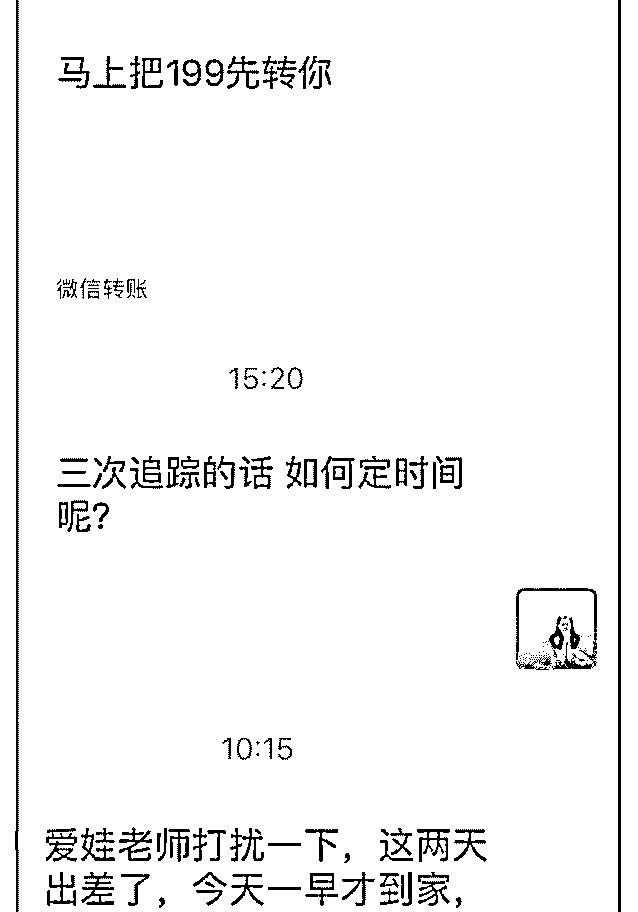 马上把199先转你
微信转账
15:20
三次追踪的话 如何定时间
呢?
10:15
爱娃老师打扰一下，这两天
出差了，今天一早才到家，